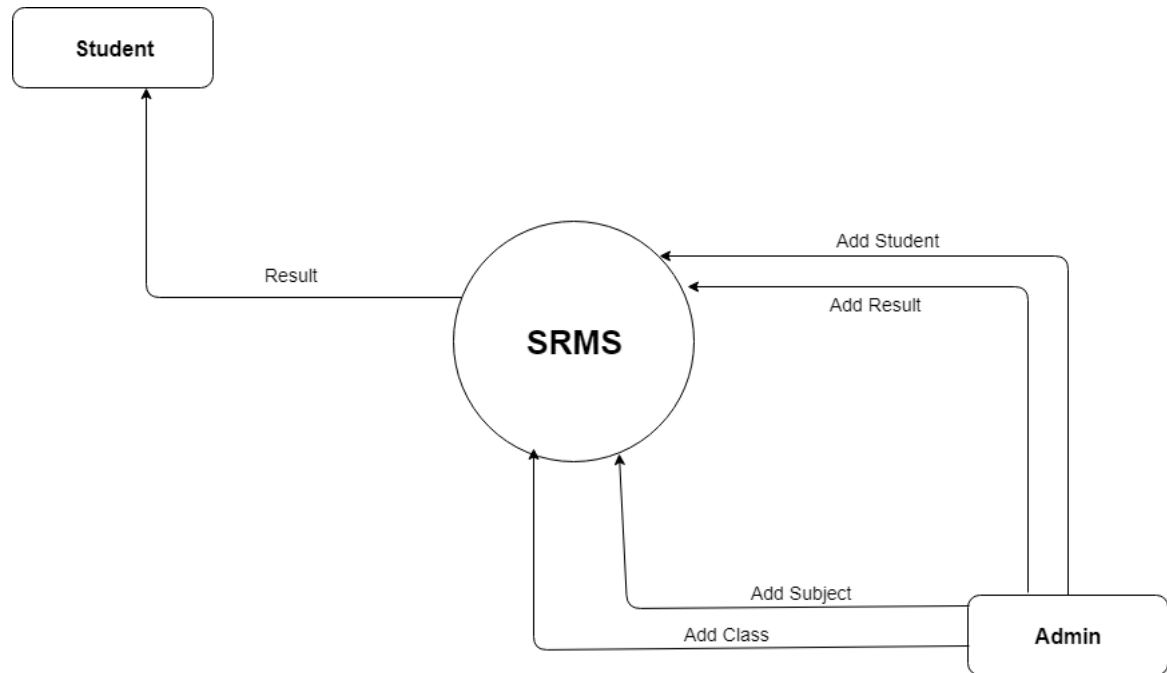 Student
Add Student
Result
Add Result
SRMS
Add Subject
Add Class
Admin